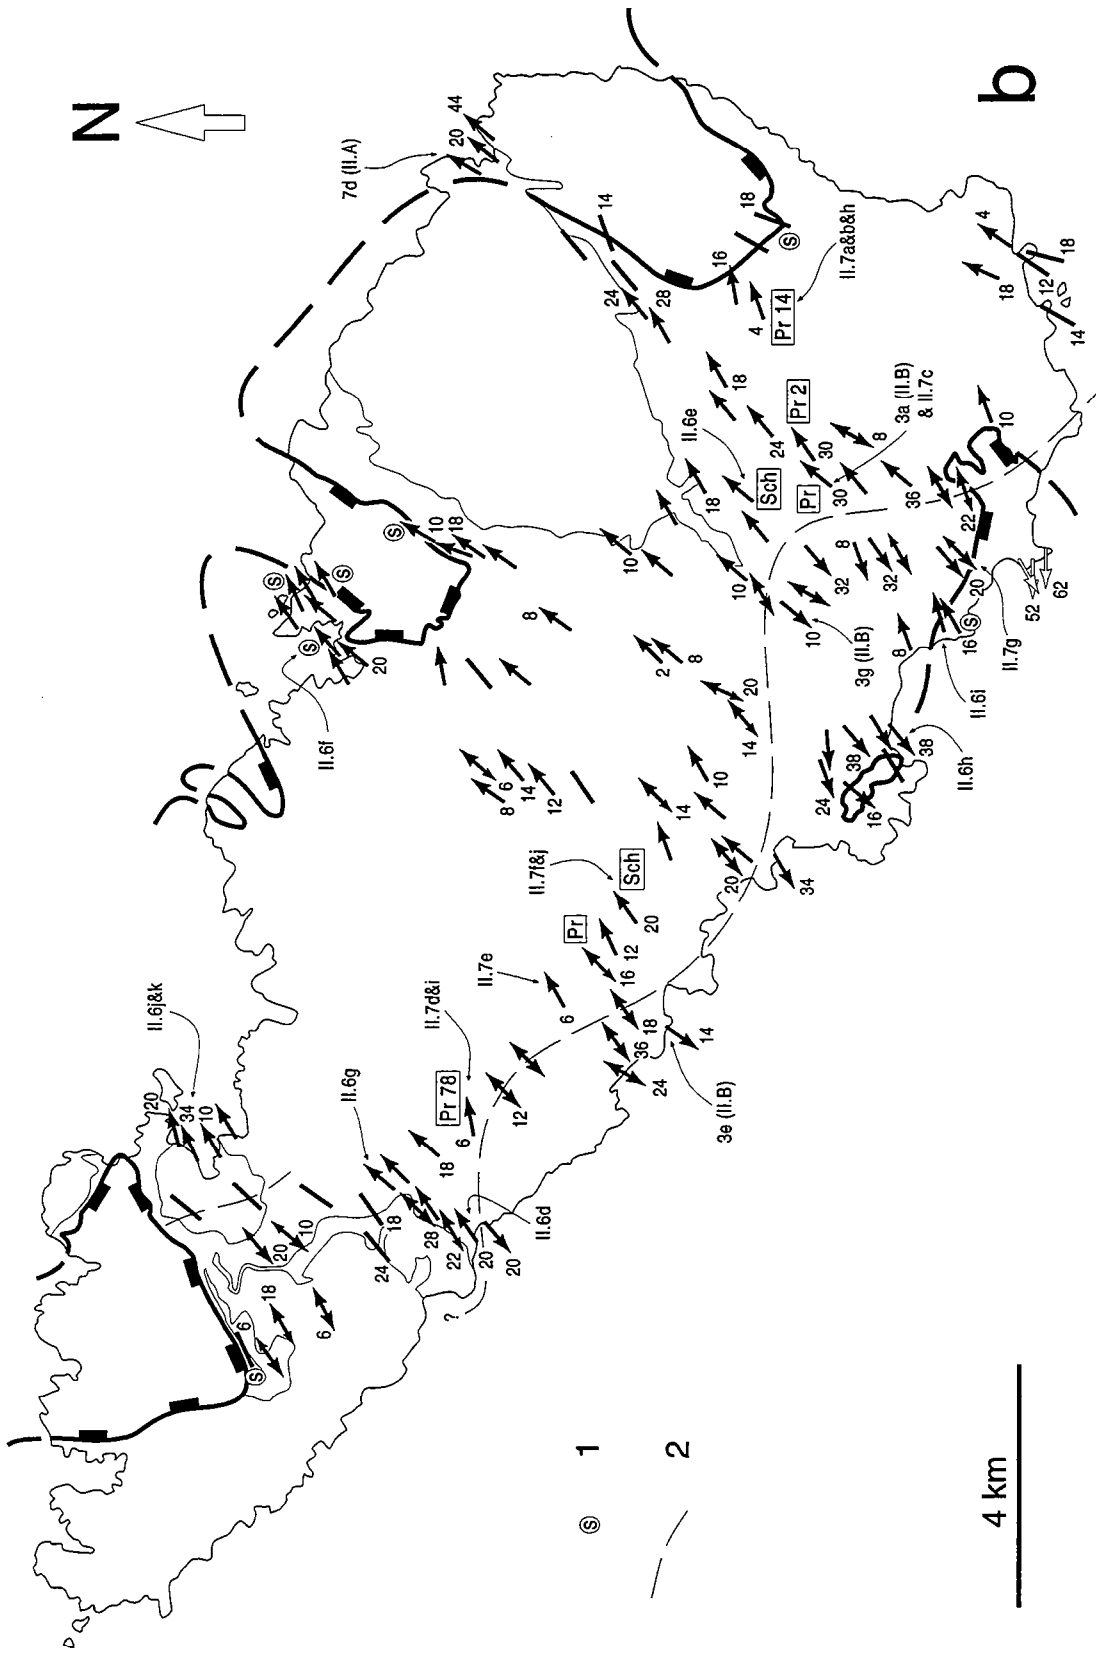 N
b
4 km
S 1
2
20
34
10
II.6j&k
6
18
20
10
6
S
24
18
28
22
20
20
?
II.6d
II.6g
18
6
Pr 78
II.7d&i
12
II.7e
6
Pr
16
12
20
Sch
II.7f&j
36
18
24
14
3e (II.B)
II.6f
S
20
S
S
S
10
18
8
8
6
14
12
14
10
20
34
2
8
20
14
10
10
10
3g (II.B)
32
8
32
24
16
38
38
II.6h
8
16
S
II.6i
20
II.7g
52
62
22
10
36
30
Pr
Sch
18
II.6e
3a (II.B)
& II.7c
8
30
24
Pr 2
18
4
Pr 14
II.7a&b&h
16
18
S
28
24
14
7d (II.A)
20
44
4
18
12
18
14